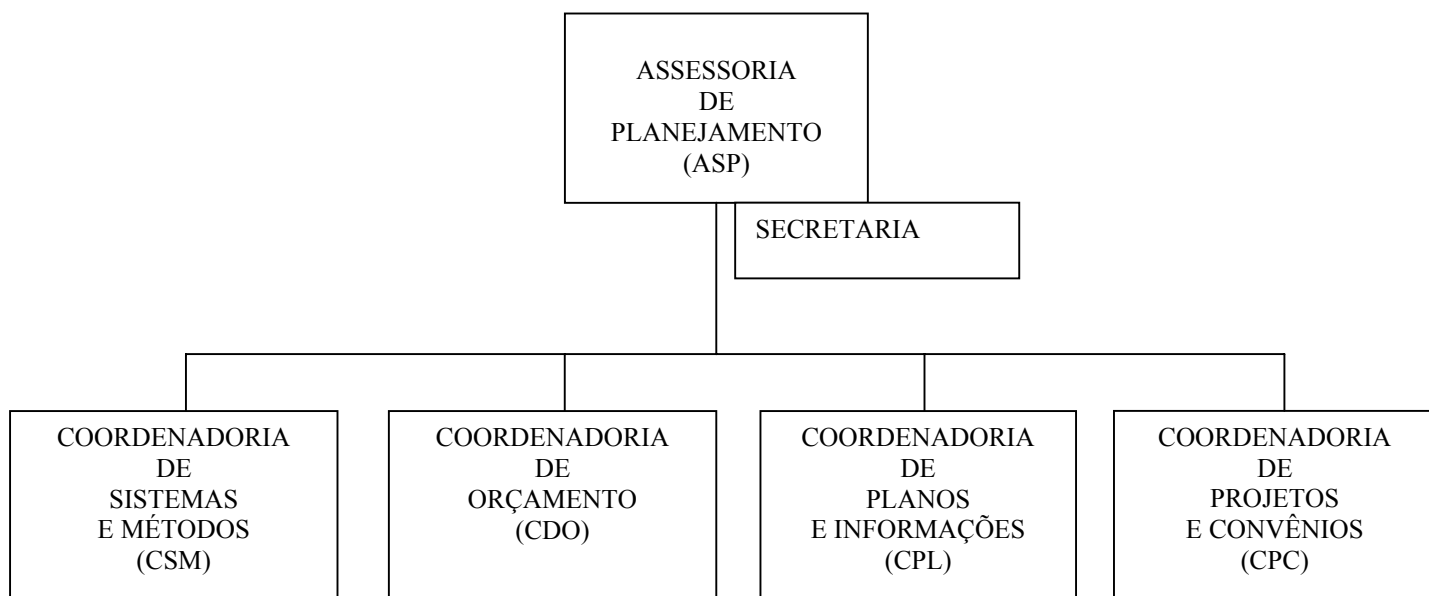 ASSESSORIA
DE
PLANEJAMENTO
(ASP)
SECRETARIA
COORDENADORIA
DE
SISTEMAS
E MÉTODOS
(CSM)
COORDENADORIA
DE
ORÇAMENTO
(CDO)
COORDENADORIA
DE
PLANOS
E INFORMAÇÕES
(CPL)
COORDENADORIA
DE
PROJETOS
E CONVÊNIOS
(CPC)